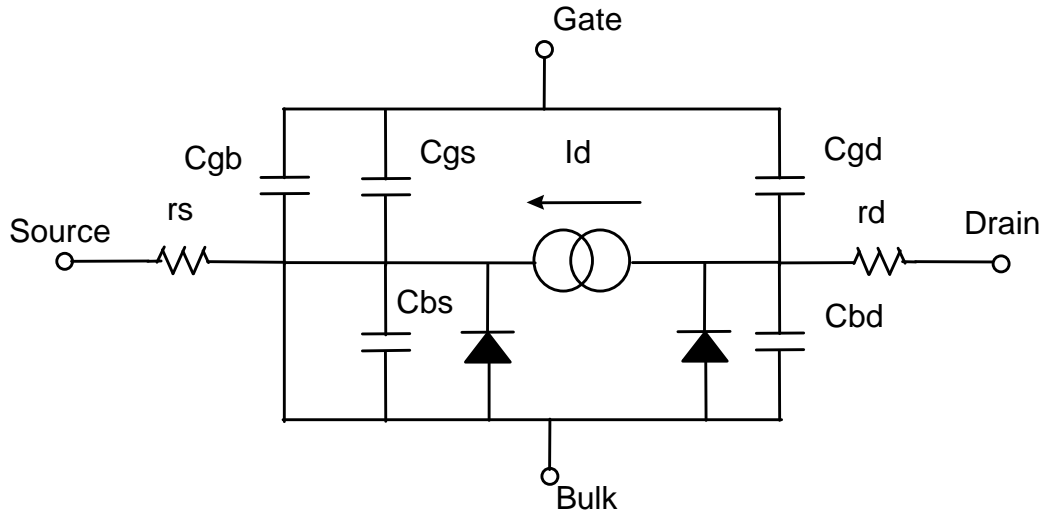 Gate
Cgb
Cgs
Id
Cgd
rs
rd
Source
Drain
Cbs
Cbd
Bulk